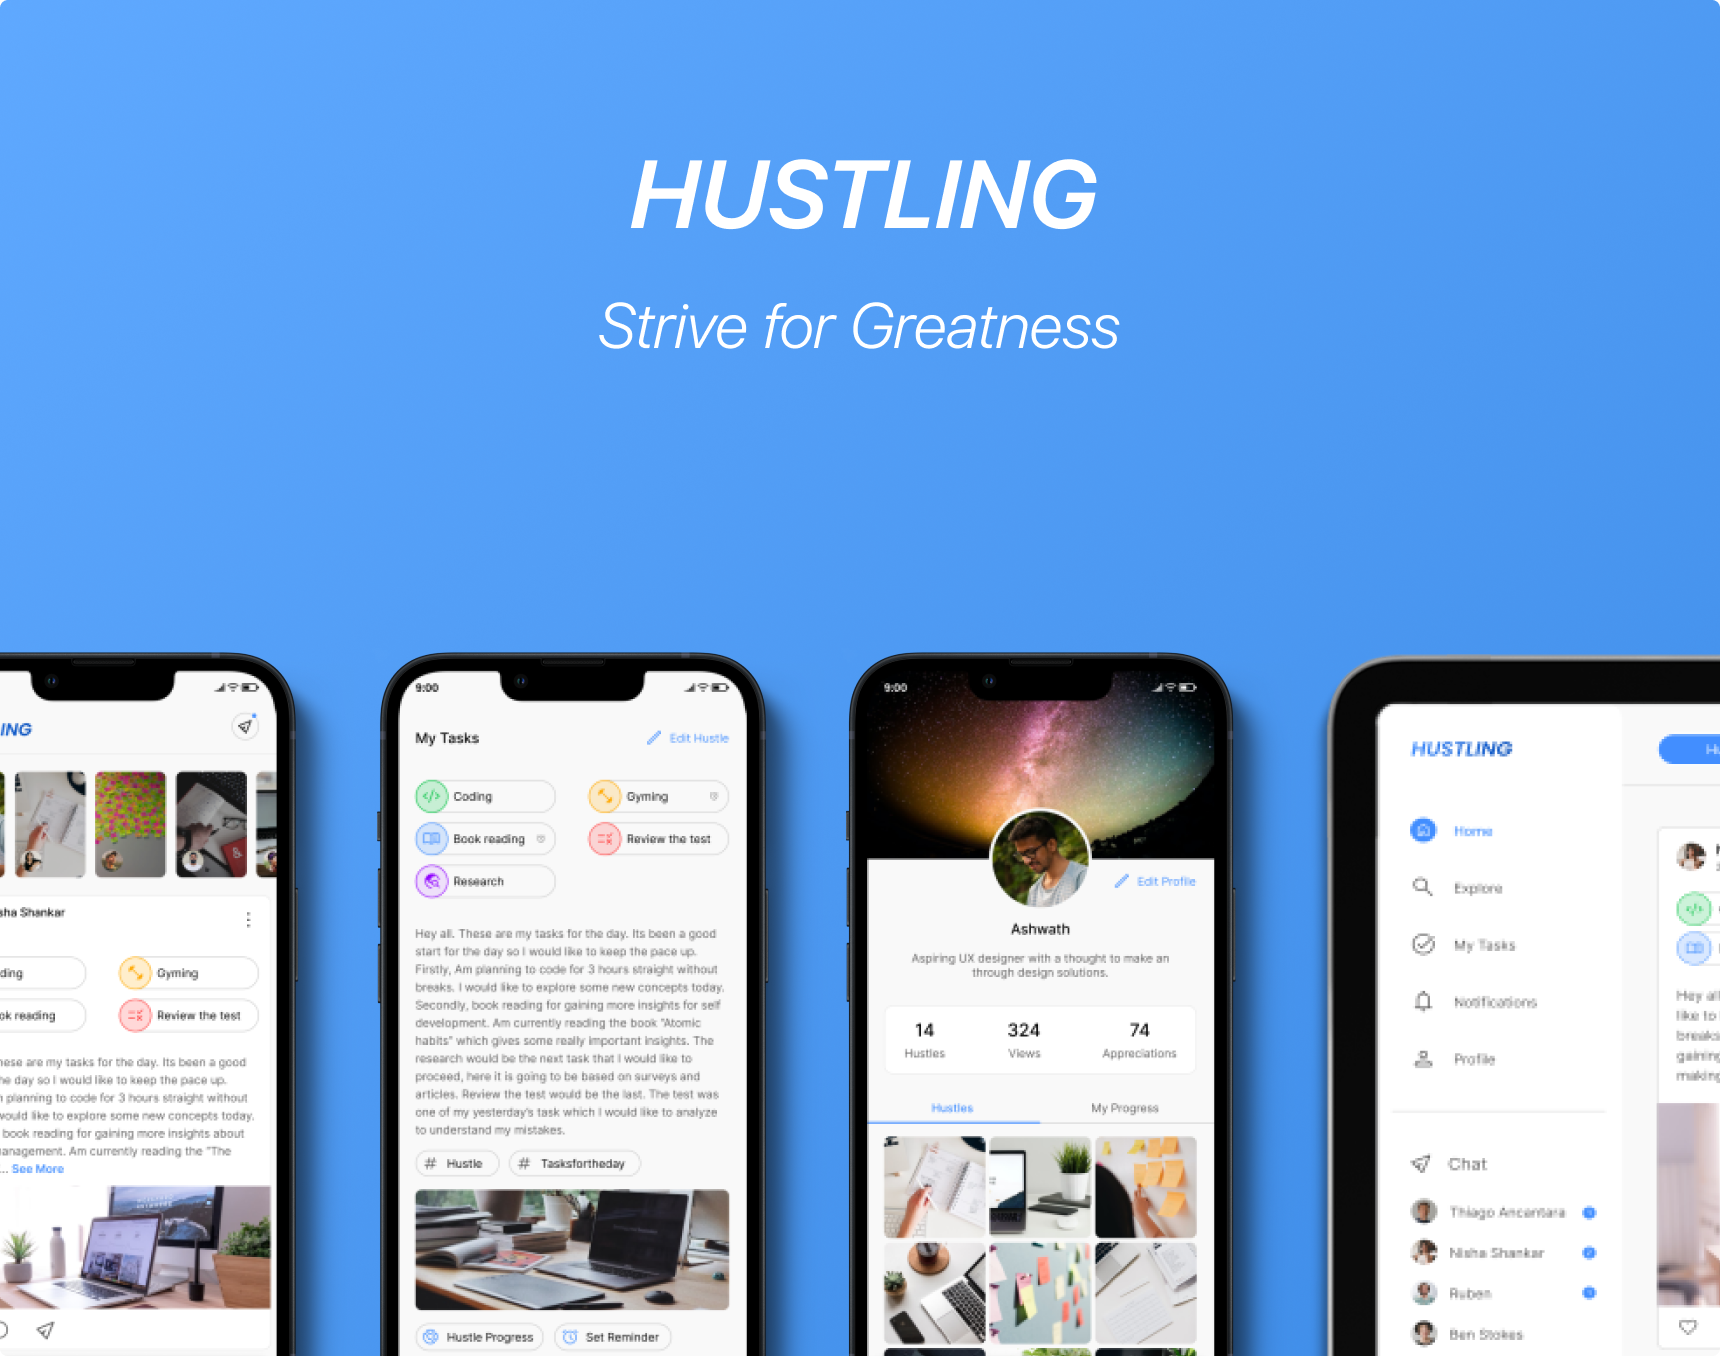 HUSTLING
Strive for Greatness
ING
sha Shankar
ding
Gyming
ok reading
Review the test
nese are my tasks for the day. Its been a good
ne day so I would like to keep the pace up.
n planning to code for 3 hours straight without
would like to explore some new concepts today.
book reading for gaining more insights about
anagement. Am currently reading the "The
... See More
9:00
My Tasks
Edit Hustle
Coding
Gyming
Book reading
Review the test
Research
Hey all. These are my tasks for the day. Its been a good
start for the day so I would like to keep the pace up.
Firstly, Am planning to code for 3 hours straight without
breaks. I would like to explore some new concepts today.
Secondly, book reading for gaining more insights for self
development. Am currently reading the book "Atomic
habits" which gives some really important insights. The
research would be the next task that I would like to
proceed, here it is going to be based on surveys and
articles. Review the test would be the last. The test was
one of my yesterday's task which I would like to analyze
to understand my mistakes.
# Hustle
# Tasksfortheday
Hustle Progress
Set Reminder
9:00
Edit Profile
Ashwath
Aspiring UX designer with a thought to make an
through design solutions.
14
324
74
Hustles
Views
Appreciations
Hustles
My Progress
HUSTLING
Home
Explore
My Tasks
Notifications
Profile
Chat
Thiago Ancantara
Nisha Shankar
Ruben
Ben Stokes
Hu
Hey all
like to
breaks
gaining
making